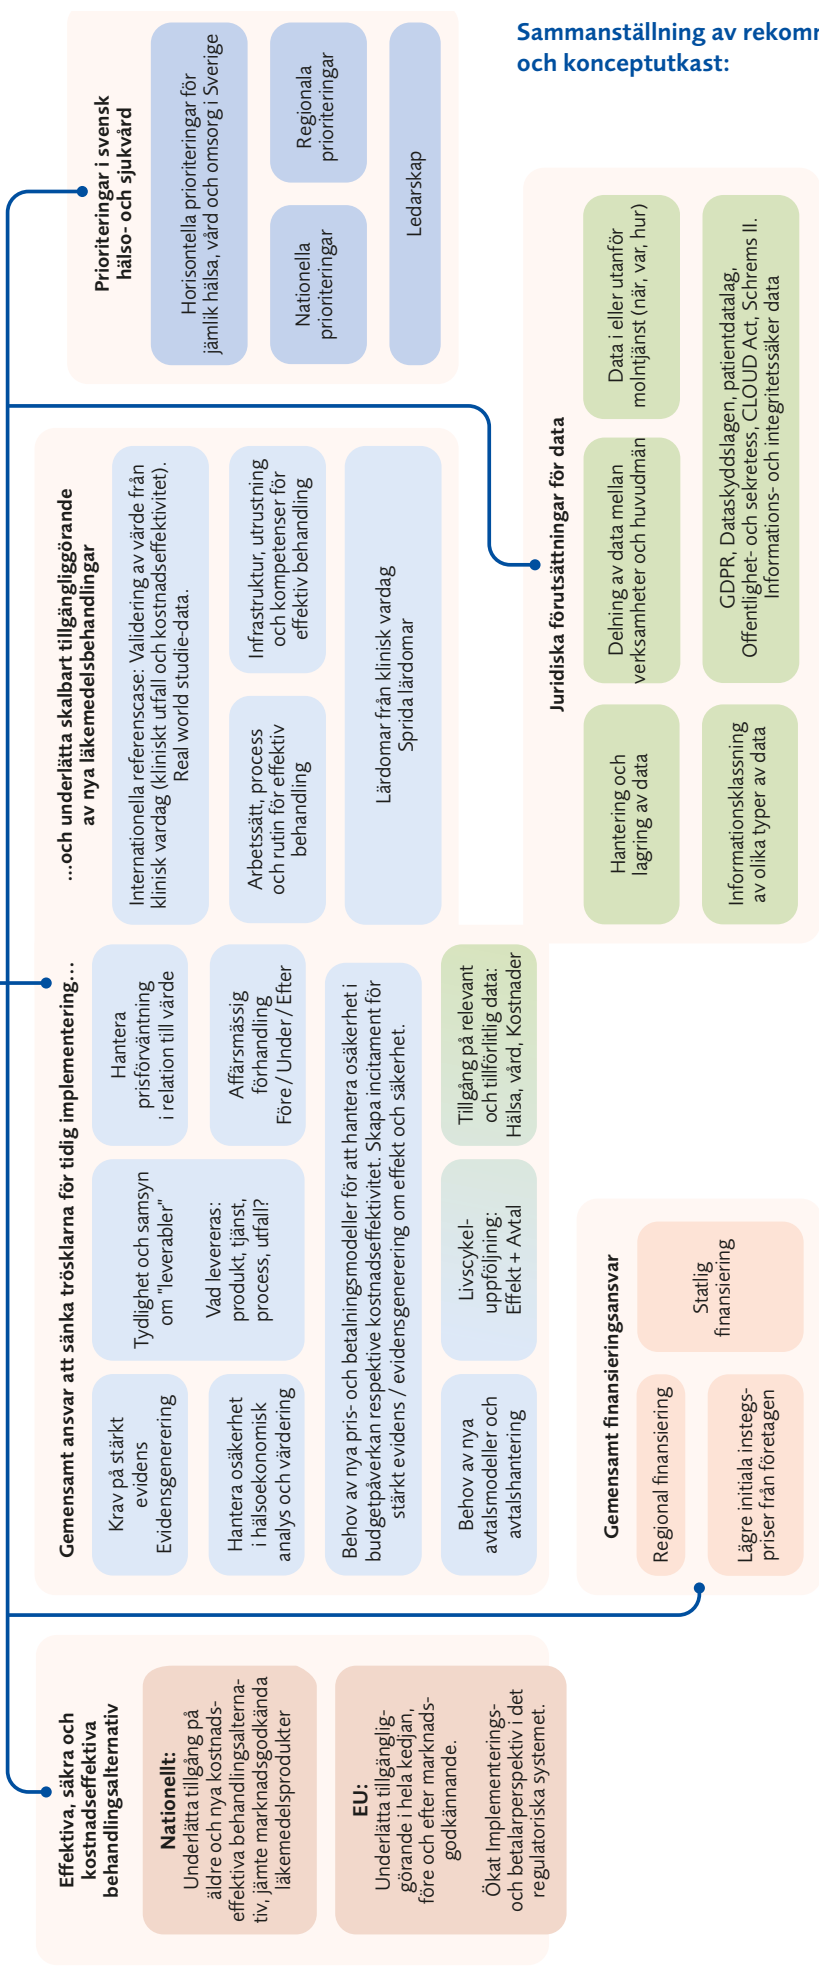 Sammanställning av rekomm
och konceptutkast:
Effektiva, säkra och
kostnadseffektiva
behandlingsalternativ
Nationellt:
Underlätta tillgång på
äldre och nya kostnads-
effektiva behandlingsalterna-
tiv, jämte marknadsgodkända
läkemedelsprodukter
EU:
Underlätta tillgänglig-
görande i hela kedjan,
före och efter marknads-
godkännande.
Ökat Implementerings-
och betalarperspektiv i det
regulatoriska systemet.
Gemensamt ansvar att sänka trösklarna för tidig implementering...
Krav på stärkt
evidens
Evidensgenerering
Tydlighet och samsyn
om "leverabler"
Vad levereras:
produkt, tjänst,
process, utfall?
Hantera
prisförväntning
i relation till värde
Hantera osäkerhet
i hälsoekonomisk
analys och värdering
Affärsmässig
förhandling
Före / Under / Efter
Behov av nya pris- och betalningsmodeller för att hantera osäkerhet i
budgetpåverkan respektive kostnadseffektivitet. Skapa incitament för
stärkt evidens / evidensgenerering om effekt och säkerhet.
Behov av nya
avtalsmodeller och
avtalshantering
Livscykel-
uppföljning:
Effekt + Avtal
Tillgång på relevant
och tillförlitlig data:
Hälsa, vård, Kostnader
...och underlätta skalbart tillgängliggörande
av nya läkemedelsbehandlingar
Internationella referenscase: Validering av värde från
klinisk vardag (kliniskt utfall och kostnadseffektivitet).
Real world studie-data.
Arbetssätt, process
och rutin för effektiv
behandling
Infrastruktur, utrustning
och kompetenser för
effektiv behandling
Lärdomar från klinisk vardag
Sprida lärdomar
Prioriteringar i svensk
hälso- och sjukvård
Horisontella prioriteringar för
jämlik hälsa, vård och omsorg i Sverige
Nationella
prioriteringar
Regionala
prioriteringar
Ledarskap
Gemensamt finansieringsansvar
Regional finansiering
Statlig
finansiering
Lägre initiala instegs-
priser från företagen
Juridiska förutsättningar för data
Hantering och
lagring av data
Delning av data mellan
verksamheter och huvudmän
Data i eller utanför
molntjänst (när, var, hur)
Informationsklassning
av olika typer av data
GDPR, Dataskyddslagen, patientdatalag,
Offentlighet- och sekretess, CLOUD Act, Schrems II.
Informations- och integritetssäker data